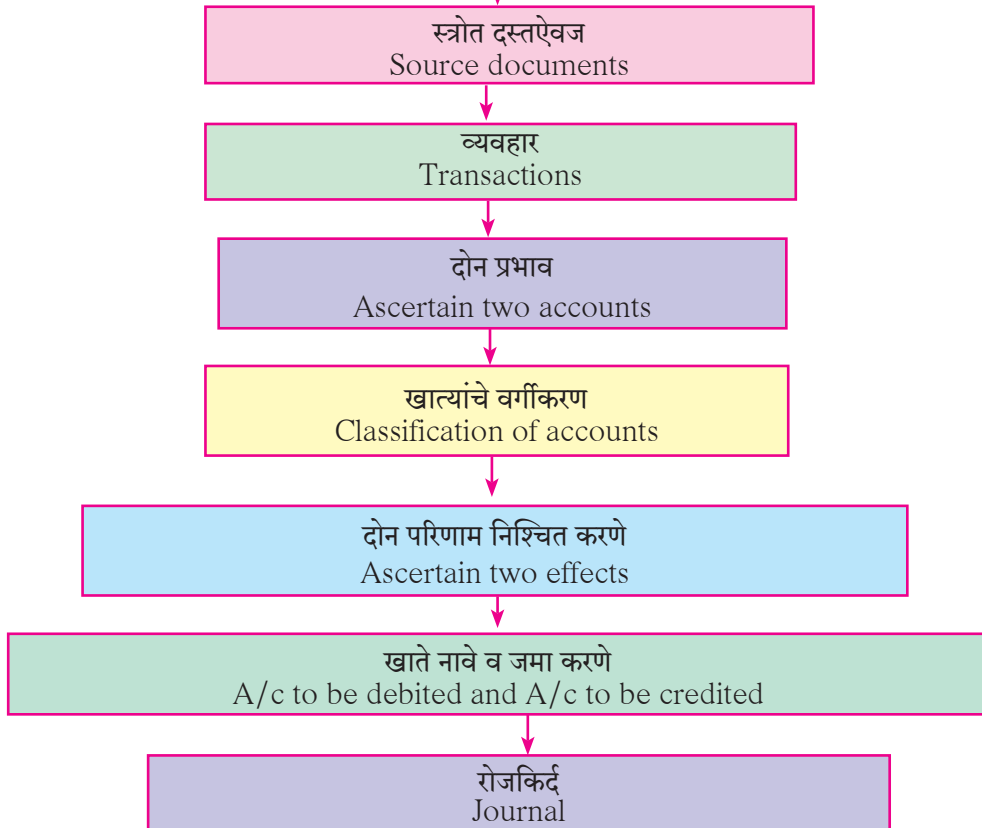 स्त्रोत दस्तऐवज
Source documents
व्यवहार
Transactions
दोन प्रभाव
Ascertain two accounts
खात्यांचे वर्गीकरण
Classification of accounts
दोन परिणाम निश्चित करणे
Ascertain two effects
खाते नावे व जमा करणे
A/c to be debited and A/c to be credited
रोजकिर्द
Journal